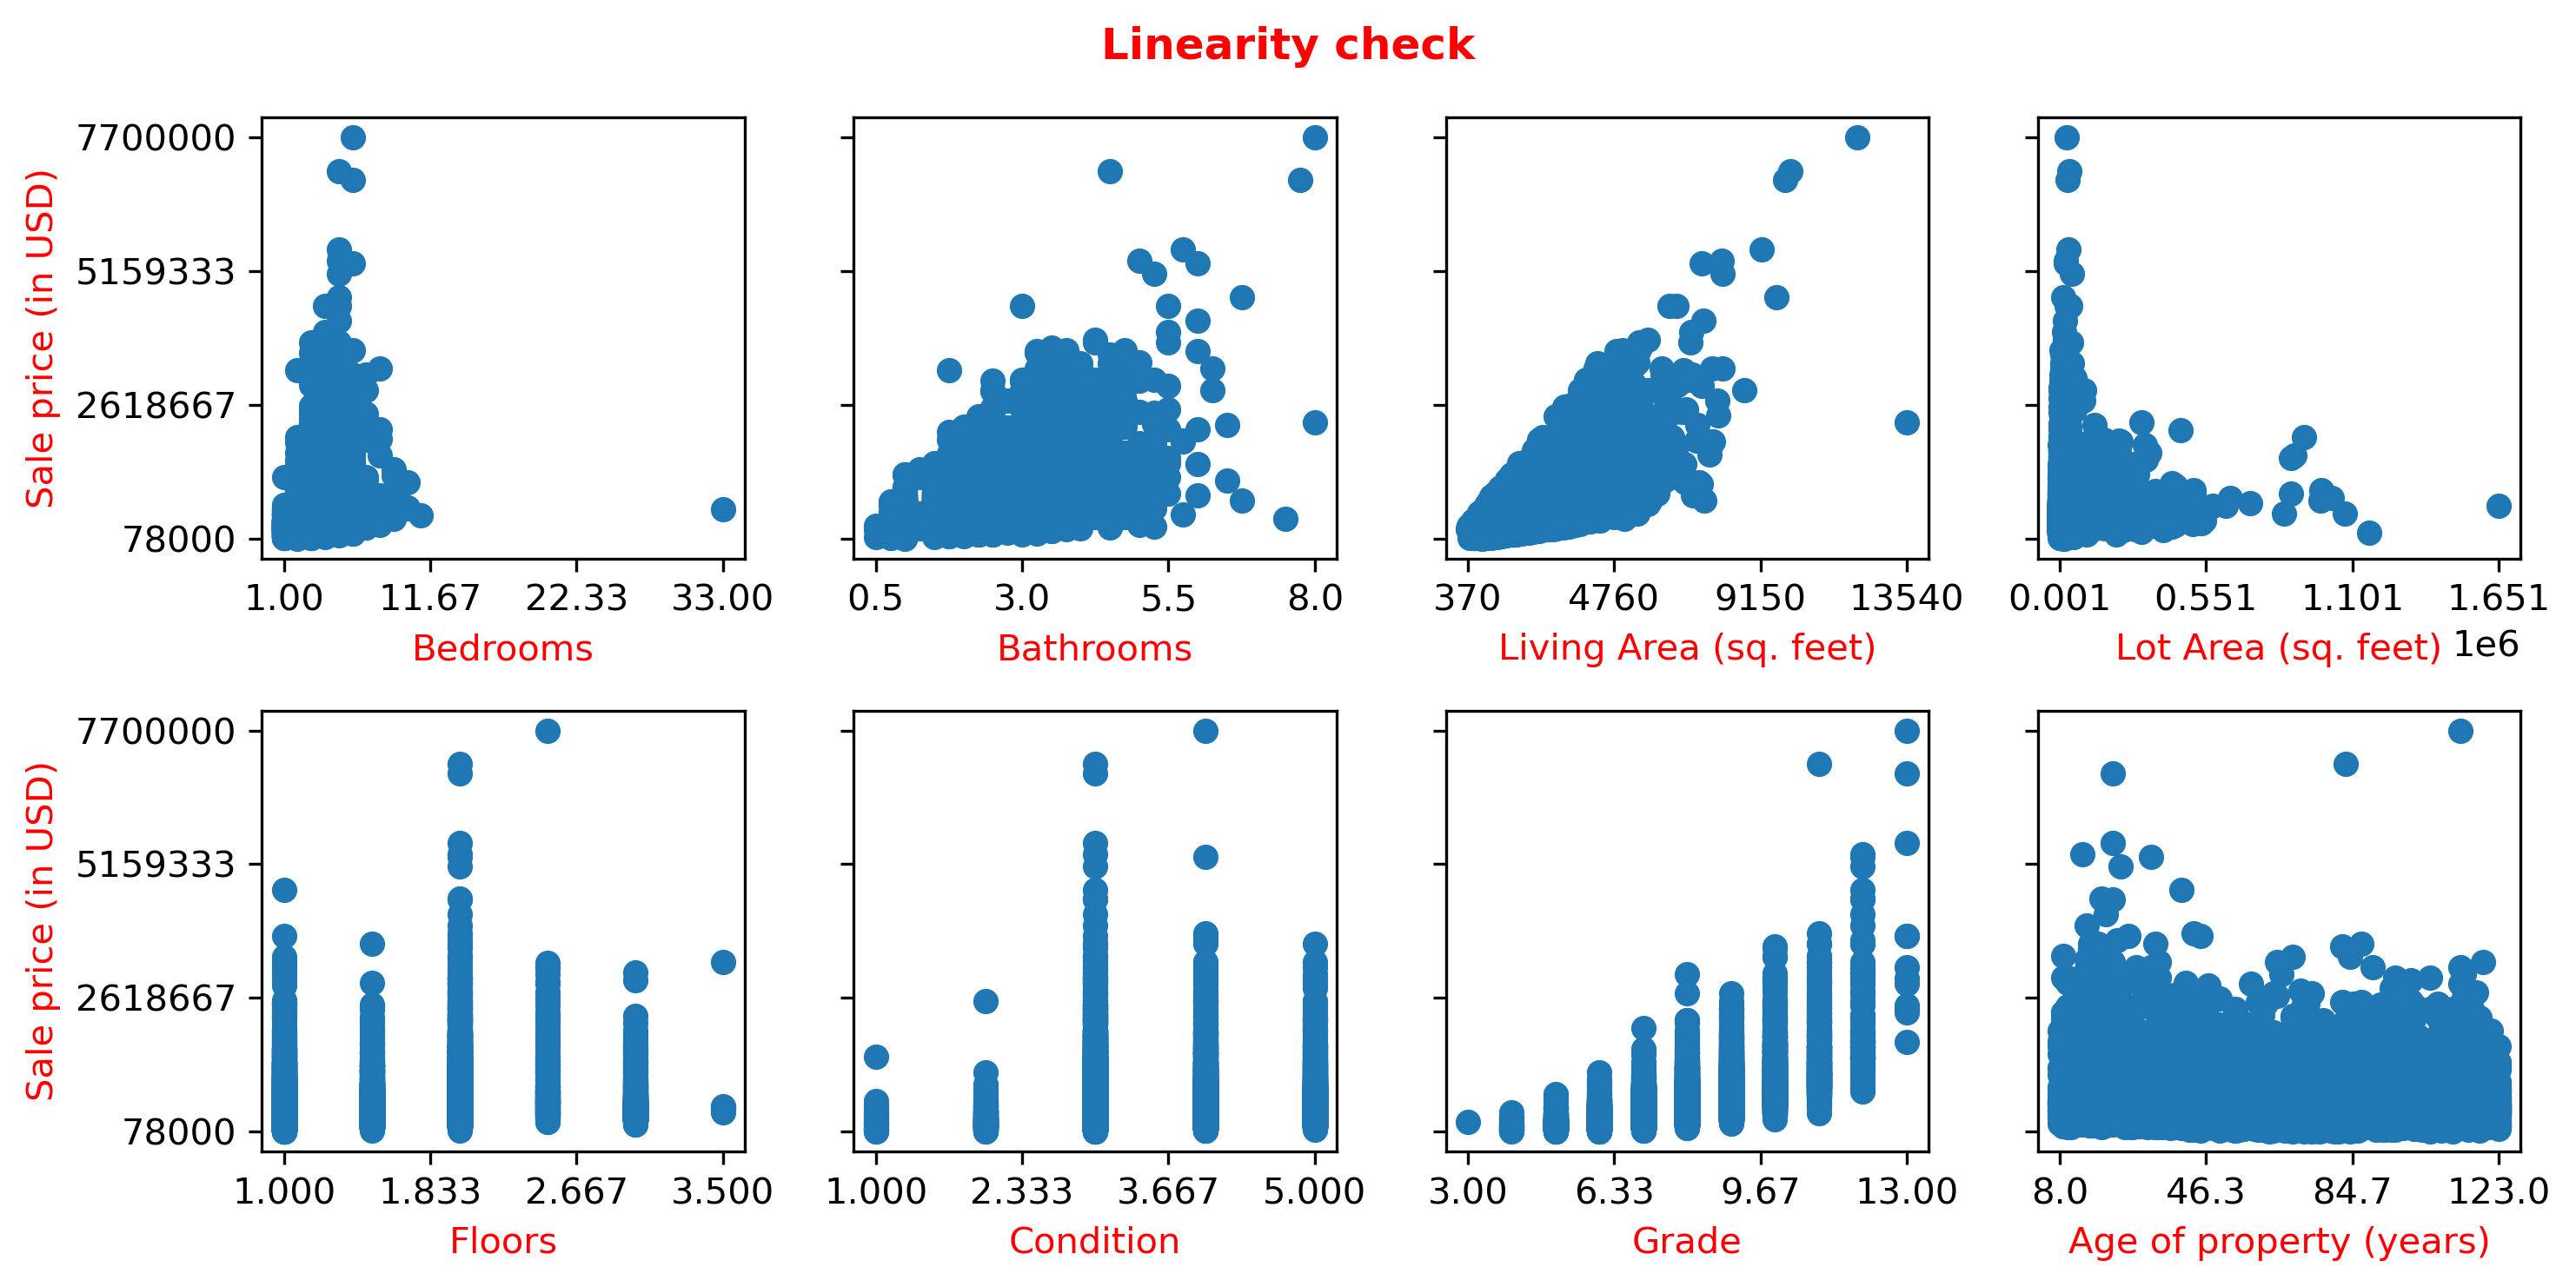 Linearity check
Sale price (in USD)
7700000
5159333
2618667
78000
1.00 11.67 22.33 33.00
Bedrooms
0.5 3.0 5.5 8.0
Bathrooms
370 4760 9150 13540
Living Area (sq. feet)
0.001 0.551 1.101 1.651
Lot Area (sq. feet) 1e6
Sale price (in USD)
7700000
5159333
2618667
78000
1.000 1.833 2.667 3.500
Floors
1.000 2.333 3.667 5.000
Condition
3.00 6.33 9.67 13.00
Grade
8.0 46.3 84.7 123.0
Age of property (years)